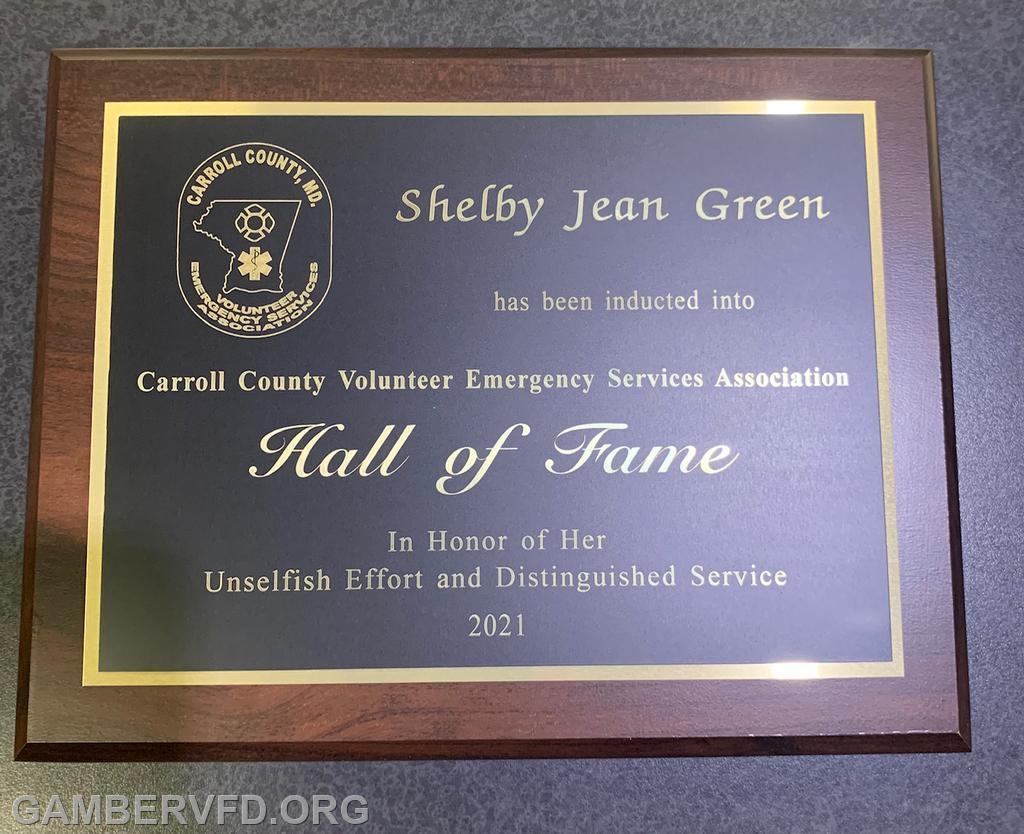 CARROLL COUNTY, MD.
VOLUNTEER
EMERGENCY SERVICES
ASSOCIATION
Shelby Jean Green
has been inducted into
Carroll County Volunteer Emergency Services Association
Hall of Fame
In Honor of Her
Unselfish Effort and Distinguished Service
2021
GAMBERVFD.ORG